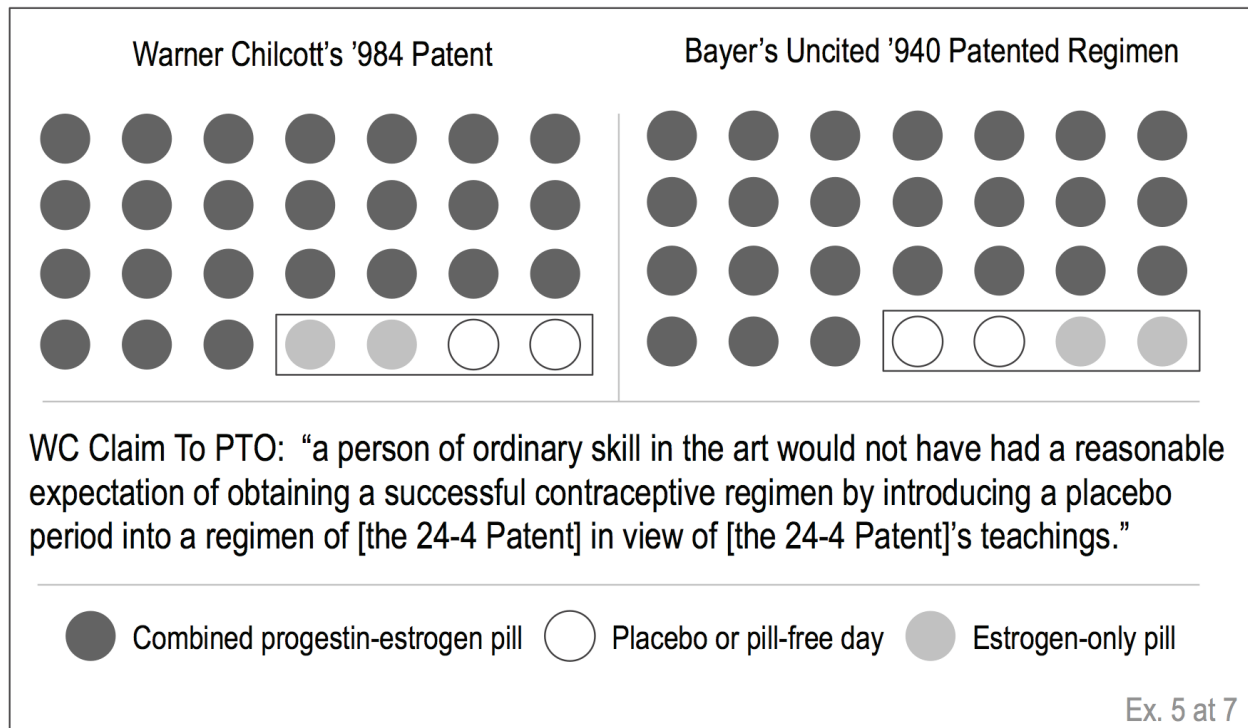 Warner Chilcott's '984 Patent
Bayer's Uncited '940 Patented Regimen
WC Claim To PTO:  “a person of ordinary skill in the art would not have had a reasonable
expectation of obtaining a successful contraceptive regimen by introducing a placebo
period into a regimen of [the 24-4 Patent] in view of [the 24-4 Patent]’s teachings.”
Combined progestin-estrogen pill
Placebo or pill-free day
Estrogen-only pill
Ex. 5 at 7